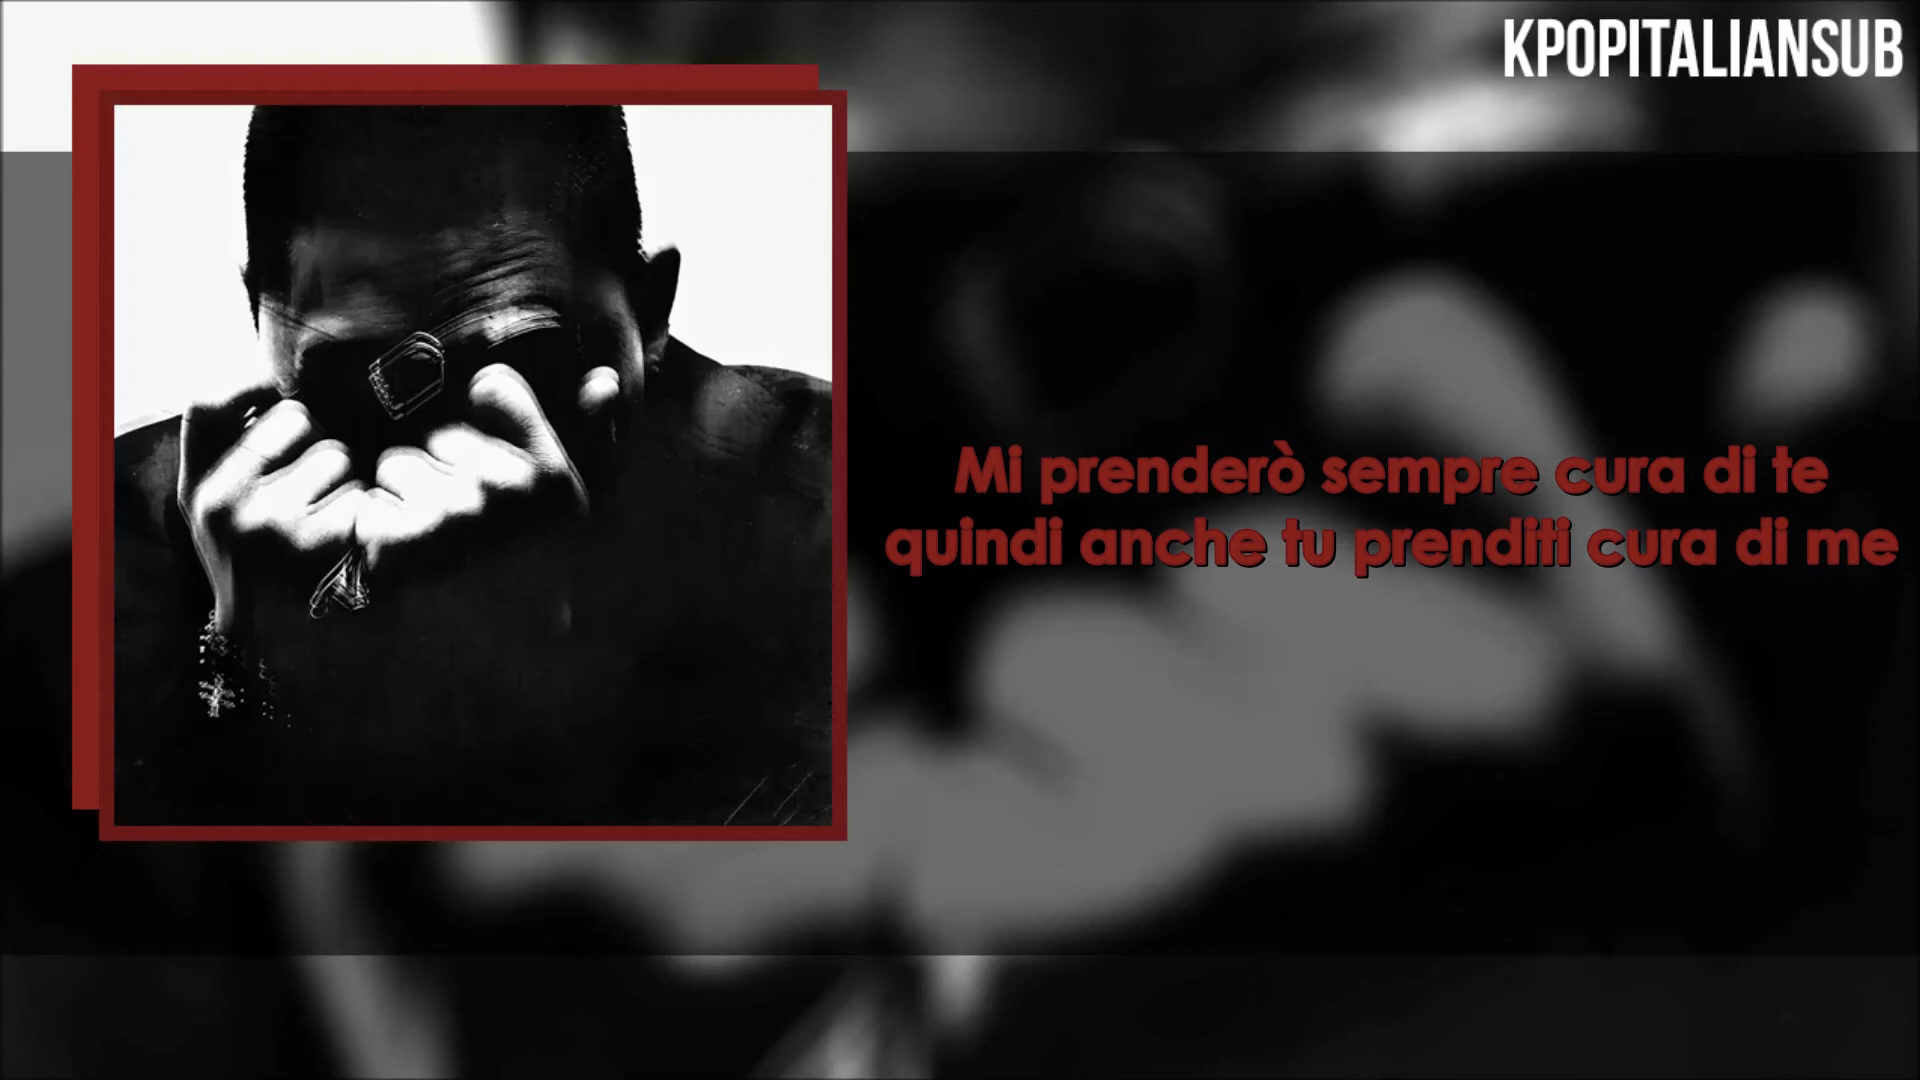 KPOPITALIANSUB
Mi prenderò sempre cura di te
quindi anche tu prenditi cura di me